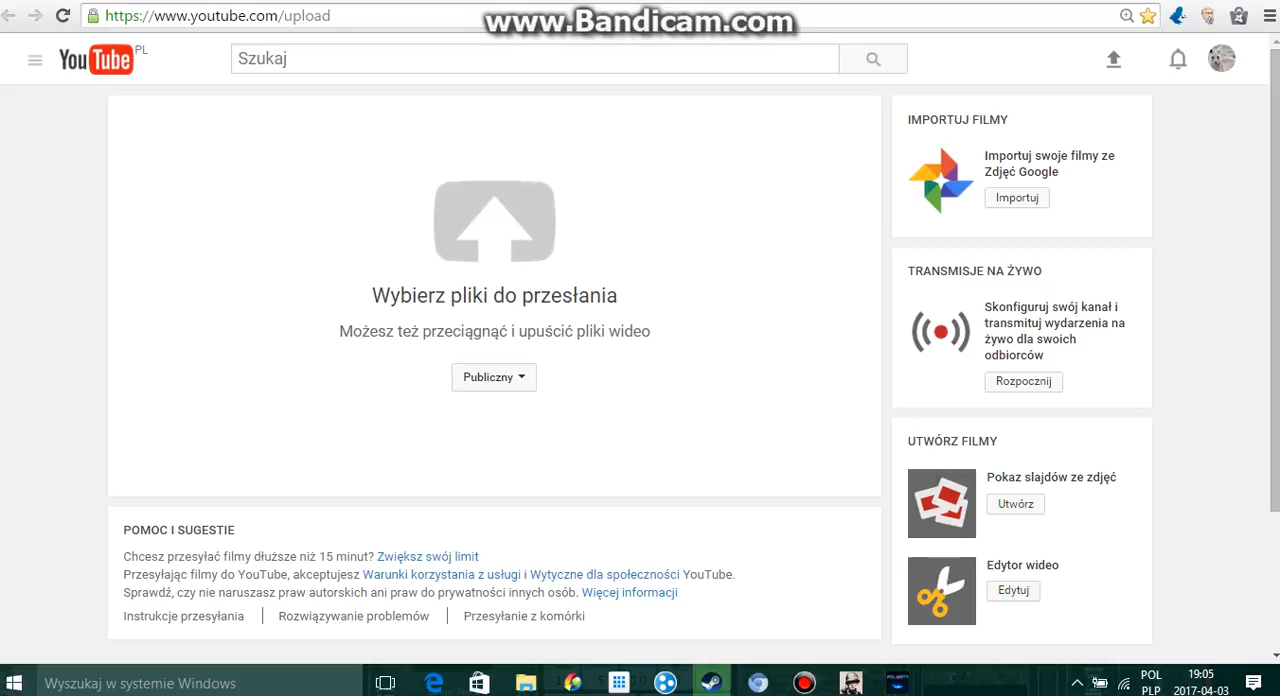 https://www.youtube.com/upload
www.Bandicam.com
YouTube PL
Szukaj
Wybierz pliki do przesłania
Możesz też przeciągnąć i upuścić pliki wideo
Publiczny
POMOC I SUGESTIE
Chcesz przesyłać filmy dłuższe niż 15 minut? Zwiększ swój limit
Przesyłając filmy do YouTube, akceptujesz Warunki korzystania z usługi i Wytyczne dla społeczności YouTube.
Sprawdź, czy nie naruszasz praw autorskich ani praw do prywatności innych osób. Więcej informacji
Instrukcje przesyłania
Rozwiązywanie problemów
Przesyłanie z komórki
IMPORTUJ FILMY
Importuj swoje filmy ze
Zdjęć Google
Importuj
TRANSMISJE NA ŻYWO
Skonfiguruj swój kanał i
transmituj wydarzenia na
żywo dla swoich
odbiorców
Rozpocznij
UTWÓRZ FILMY
Pokaz slajdów ze zdjęć
Utwórz
Edytor wideo
Edytuj
Wyszukaj w systemie Windows
POLARITY
POL
PL
19:05
2017-04-03